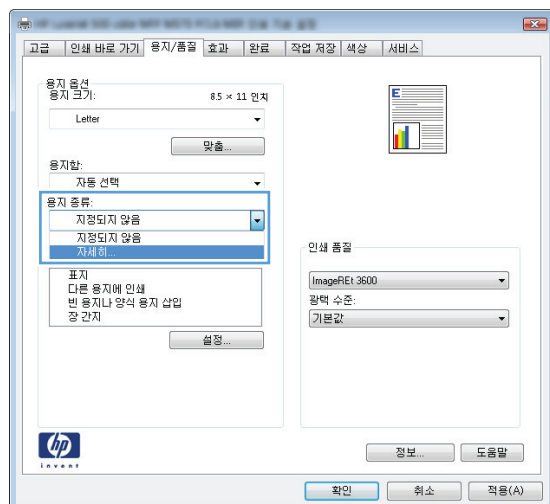 고급 인쇄 바로 가기 용지/품질 효과 완료 작업 저장 색상 서비스
용지 옵션
용지 크기: 8.5 × 11 인치
Letter
맞춤...
용지함:
자동 선택
용지 종류:
지정되지 않음
지정되지 않음
자세히...
표지
다른 용지에 인쇄
빈 용지나 양식 용지 삽입
장 간지
설정...
E
인쇄 품질
ImageREt 3600
광택 수준:
기본값
hp
invent
정보... 도움말
확인 취소 적용(A)